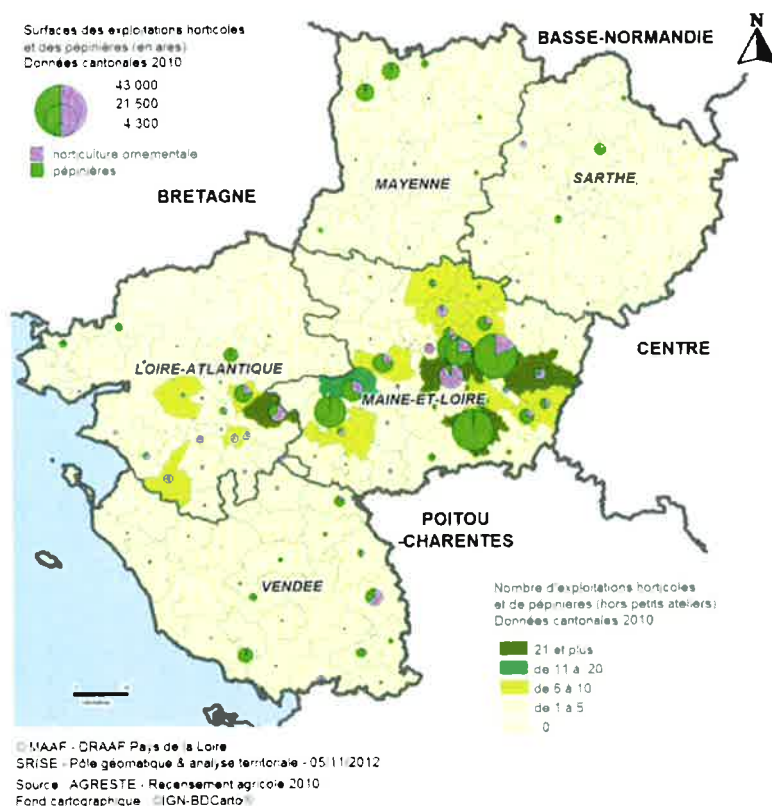 Surfaces des exploitations horticoles
et des pépinières (en ares)
Données cantonales 2010
43 000
21 500
4 300
horticulture ornementale
pépinières
BASSE-NORMANDIE
N
BRETAGNE
MAYENNE
SARTHE
CENTRE
LOIRE-ATLANTIQUE
MAINE-ET-LOIRE
POITOU
-CHARENTES
VENDEE
Nombre d'exploitations horticoles
et de pépinières (hors petits ateliers)
Données cantonales 2010
21 et plus
de 11 à 20
de 6 à 10
de 1 à 5
0
© MAAF - DRAAF Pays de la Loire
SRISE - Pôle géomatique & analyse territoriale - 05/11/2012
Source : AGRESTE - Recensement agricole 2010
Fond cartographique : ©IGN-BDCarto®